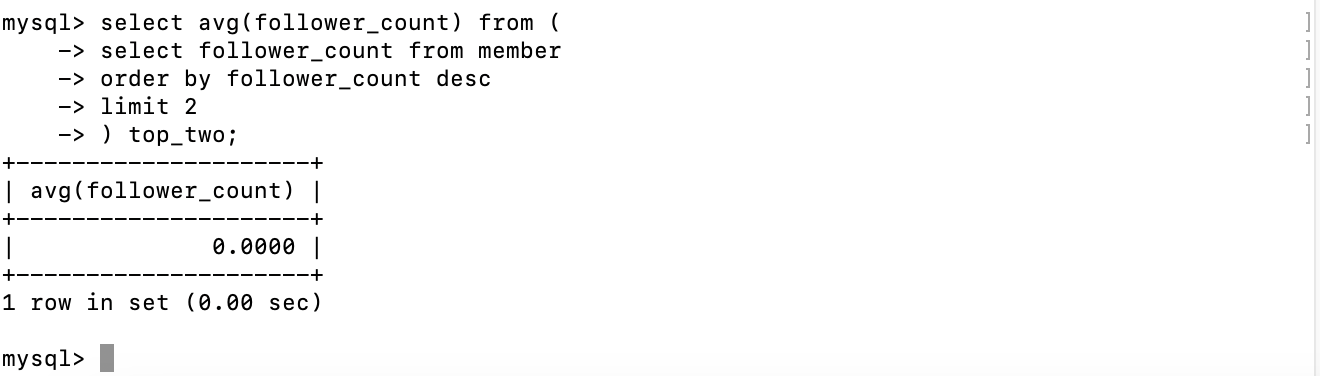 mysql> select avg(follower_count) from ( ]
    -> select follower_count from member ]
    -> order by follower_count desc ]
    -> limit 2 ]
    -> ) top_two; ]
+---------------------+
| avg(follower_count) |
+---------------------+
|              0.0000 |
+---------------------+
1 row in set (0.00 sec)
mysql>